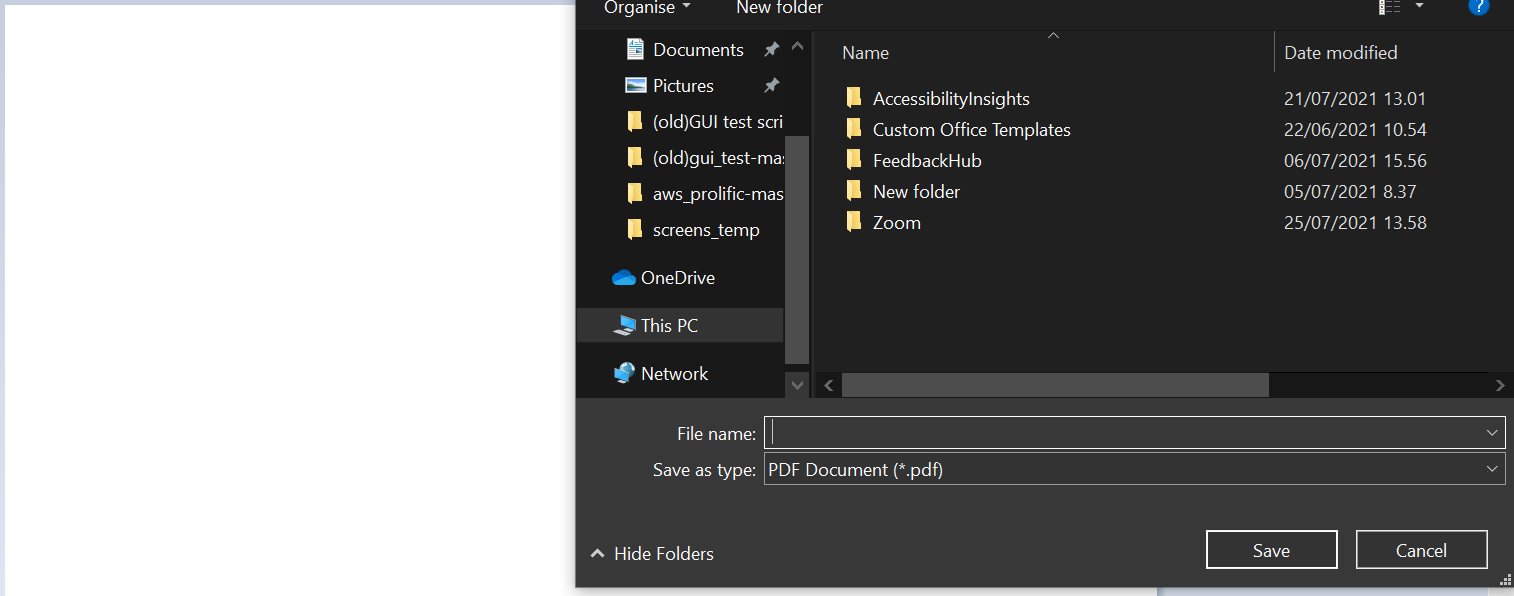 Organise New folder
Documents
Pictures
(old)GUI test scri
(old)gui_test-mas
aws_prolific-mas
screens_temp
OneDrive
This PC
Network
Name Date modified
AccessibilityInsights 21/07/2021 13.01
Custom Office Templates 22/06/2021 10.54
FeedbackHub 06/07/2021 15.56
New folder 05/07/2021 8.37
Zoom 25/07/2021 13.58
File name:
Save as type: PDF Document (*.pdf)
Hide Folders Save Cancel